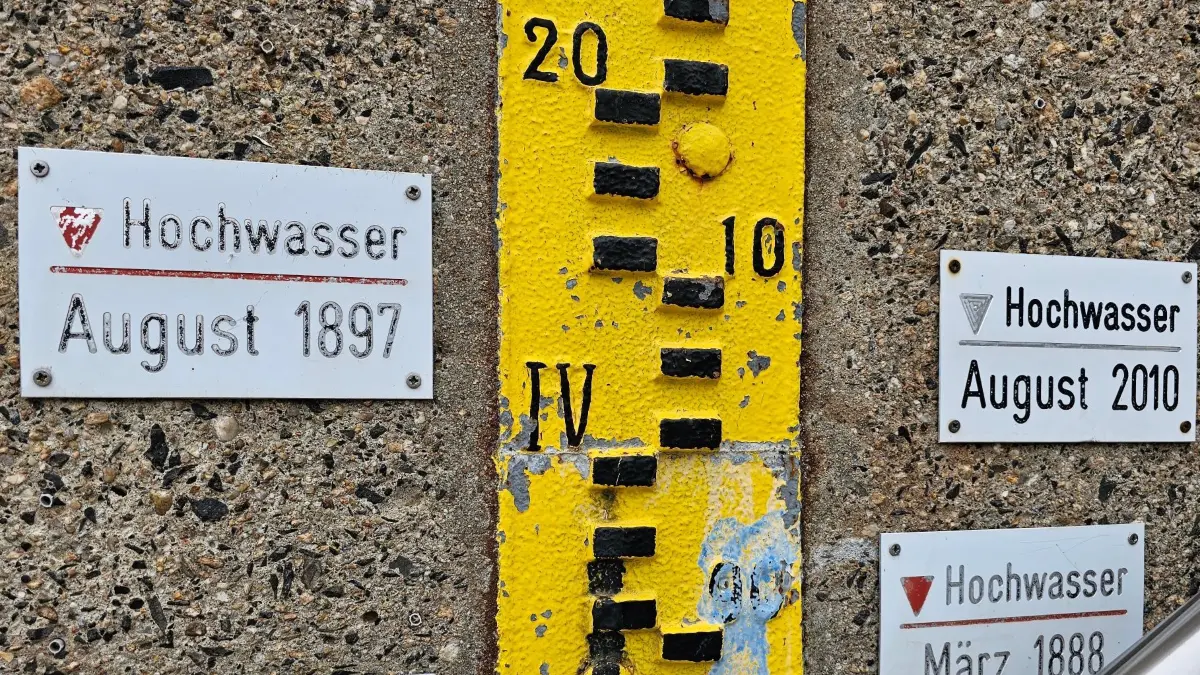 Hochwasser
August 1897
20
10
IV
Hochwasser
August 2010
Hochwasser
März 1888